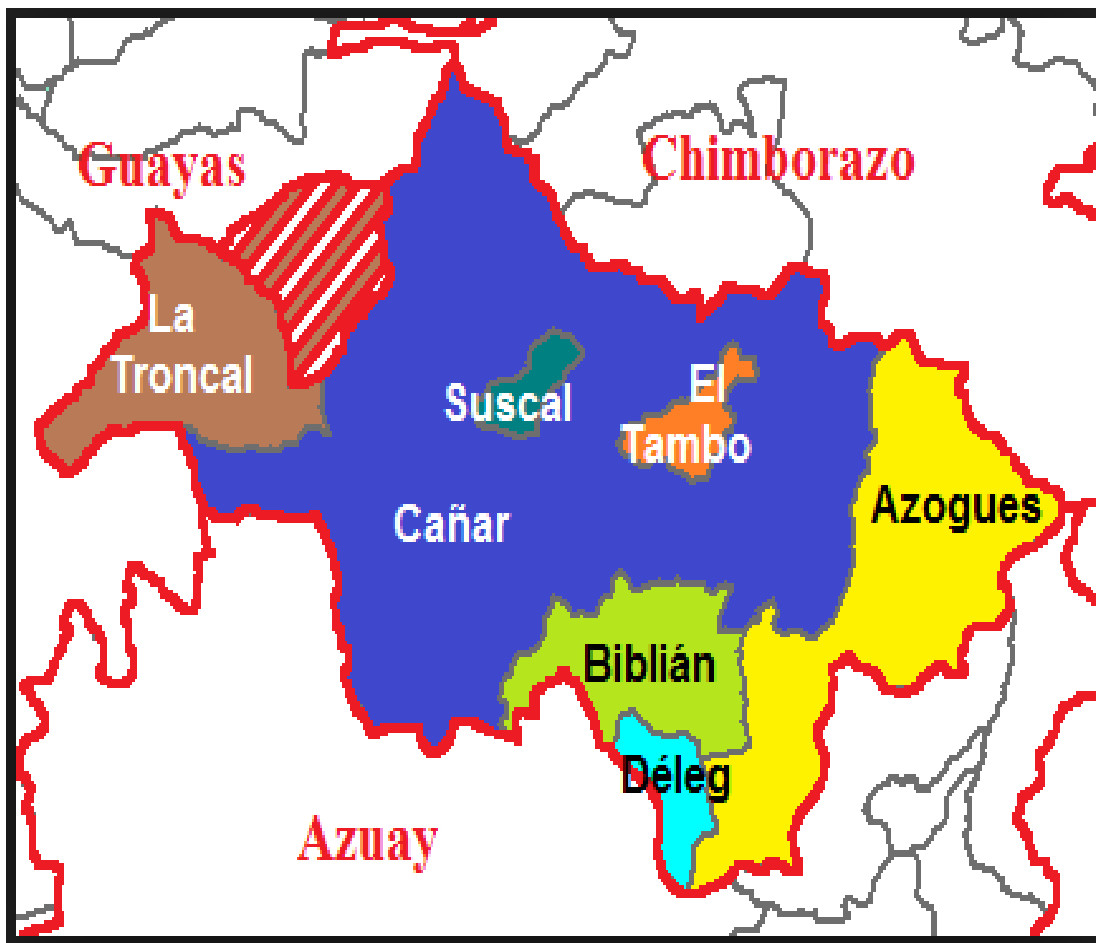 Guayas
Chimborazo
La
Troncal
Suscal
El
Tambo
Cañar
Azogues
Biblián
Déleg
Azuay